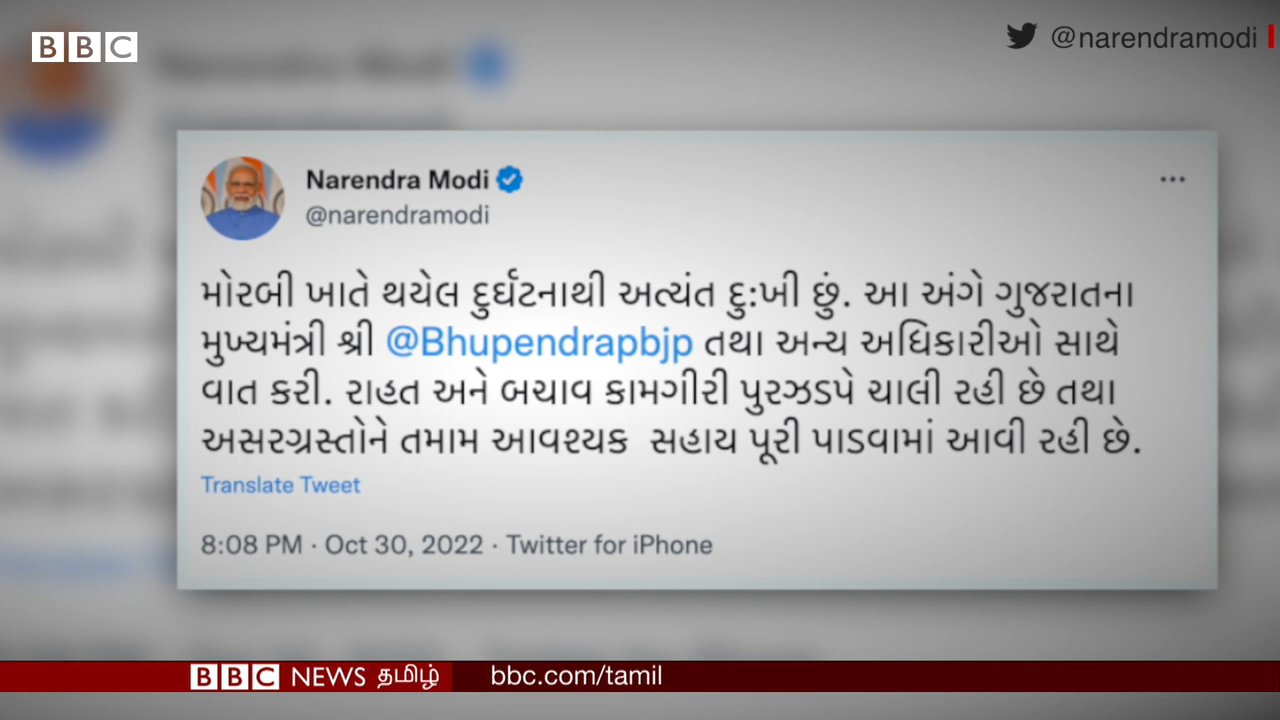 BBC
@narendramodi
Narendra Modi
@narendramodi
મોરબી ખાતે થયેલ દુર્ઘટનાથી અત્યંત દુ:ખી છું. આ અંગે ગુજરાતના
મુખ્યમંત્રી શ્રી @Bhupendrapbjp તથા અન્ય અધિકારીઓ સાથે
વાત કરી. રાહત અને બચાવ કામગીરી પુરઝડપે ચાલી રહી છે તથા
અસરગ્રસ્તોને તમામ આવશ્યક સહાય પૂરી પાડવામાં આવી રહી છે.
Translate Tweet
8:08 PM · Oct 30, 2022 · Twitter for iPhone
BBC NEWS தமிழ் bbc.com/tamil